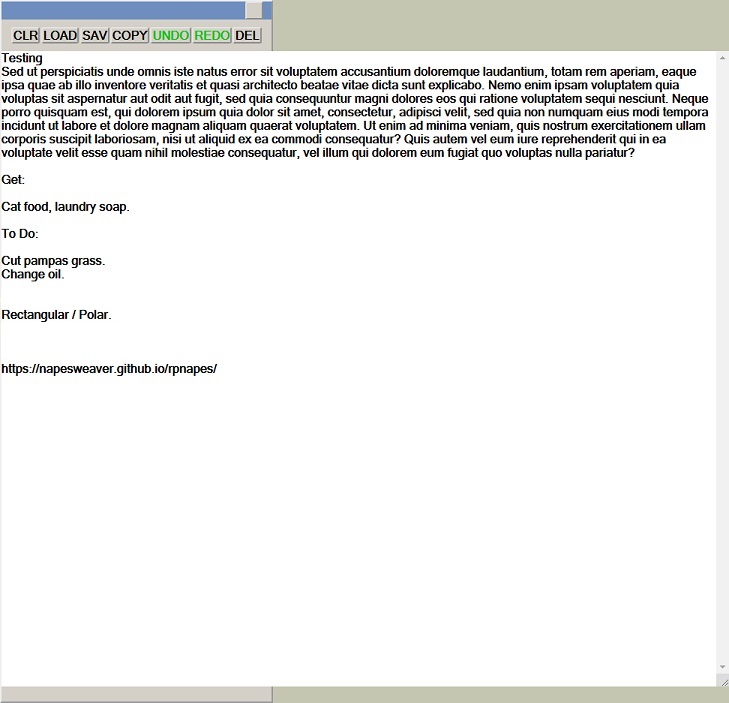 CLR LOAD SAV COPY UNDO REDO DEL
Testing
Sed ut perspiciatis unde omnis iste natus error sit voluptatem accusantium doloremque laudantium, totam rem aperiam, eaque
ipsa quae ab illo inventore veritatis et quasi architecto beatae vitae dicta sunt explicabo. Nemo enim ipsam voluptatem quia
voluptas sit aspernatur aut odit aut fugit, sed quia consequuntur magni dolores eos qui ratione voluptatem sequi nesciunt. Neque
porro quisquam est, qui dolorem ipsum quia dolor sit amet, consectetur, adipisci velit, sed quia non numquam eius modi tempora
incidunt ut labore et dolore magnam aliquam quaerat voluptatem. Ut enim ad minima veniam, quis nostrum exercitationem ullam
corporis suscipit laboriosam, nisi ut aliquid ex ea commodi consequatur? Quis autem vel eum iure reprehenderit qui in ea
voluptate velit esse quam nihil molestiae consequatur, vel illum qui dolorem eum fugiat quo voluptas nulla pariatur?
Get:
Cat food, laundry soap.
To Do:
Cut pampas grass.
Change oil.
Rectangular / Polar.
https://napesweaver.github.io/rpnapes/